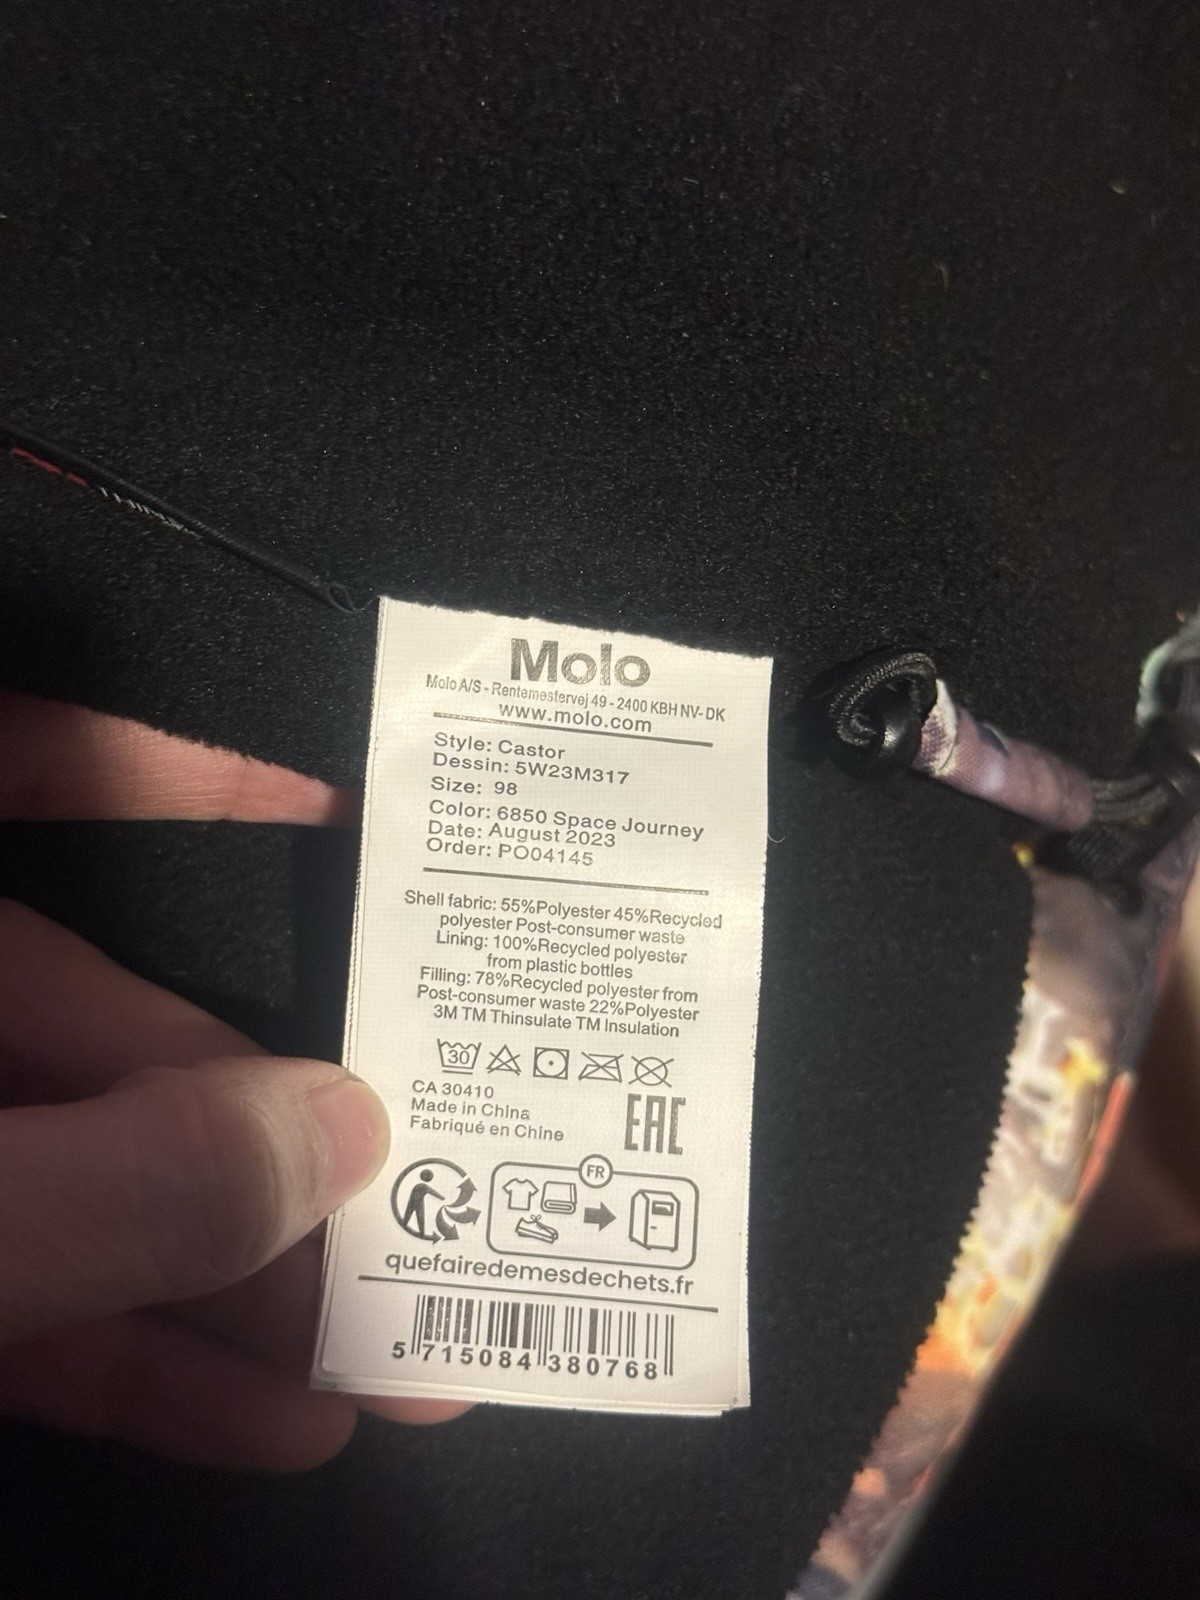 Molo
Molo A/S - Rentemestervej 49 - 2400 KBH NV- DK
www.molo.com
Style: Castor
Dessin: 5W23M317
Size: 98
Color: 6850 Space Journey
Date: August 2023
Order: PO04145
Shell fabric: 55%Polyester 45%Recycled
polyester Post-consumer waste
Lining: 100%Recycled polyester
from plastic bottles
Filling: 78%Recycled polyester from
Post-consumer waste 22%Polyester
3M TM Thinsulate TM Insulation
30
CA 30410
Made in China
Fabriqué en Chine
EAC
FR
quefairedemesdechets.fr
5 715084 380768